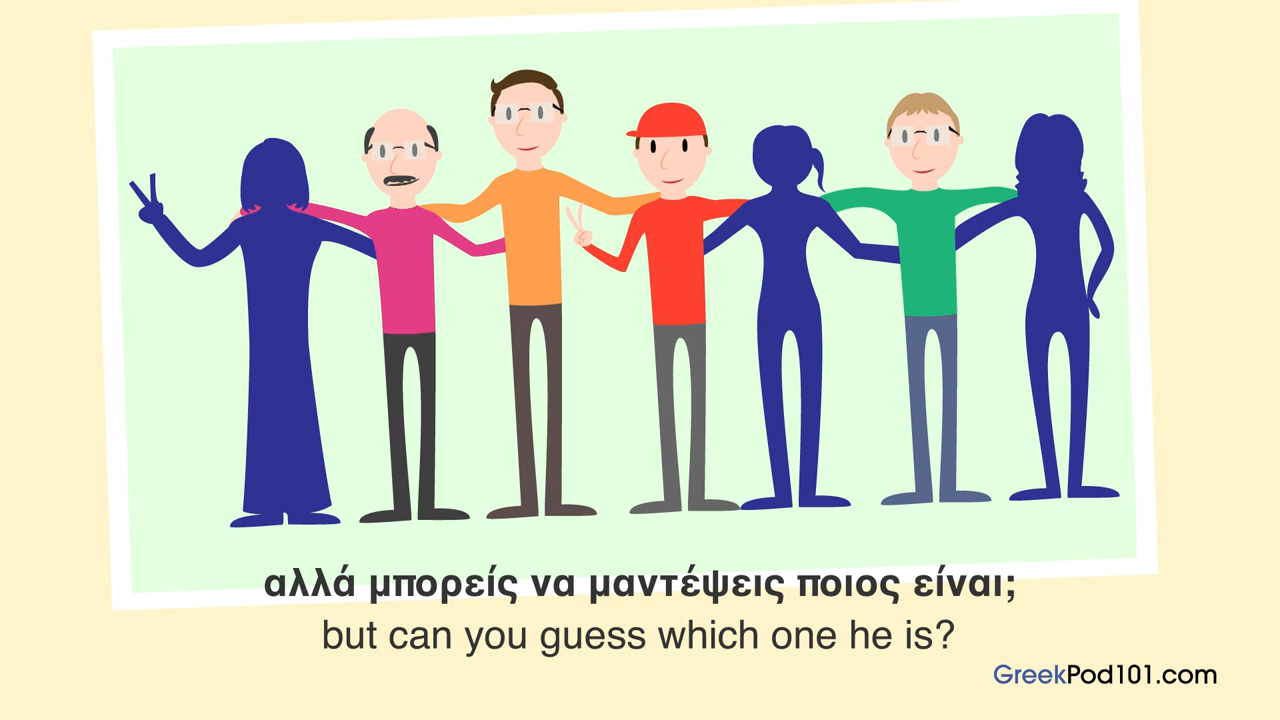 αλλά μπορείς να μαντέψεις ποιος είναι;
but can you guess which one he is?
GreekPod101.com